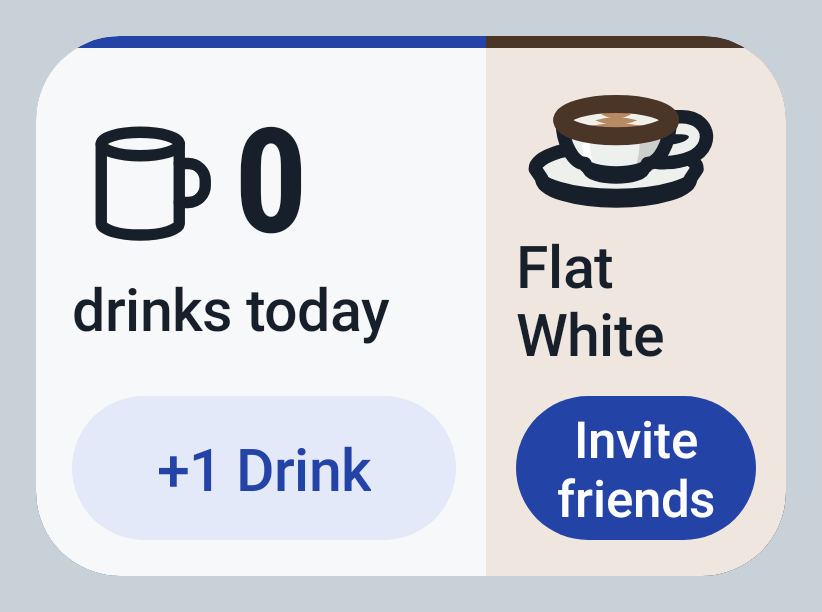 0
drinks today
+1 Drink
Flat
White
Invite
friends